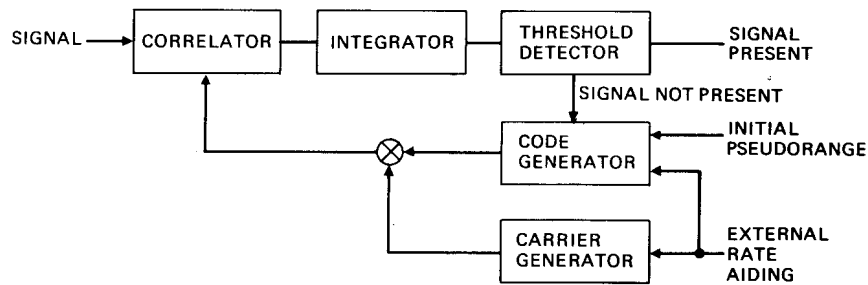 SIGNAL
CORRELATOR
INTEGRATOR
THRESHOLD
DETECTOR
SIGNAL
PRESENT
SIGNAL NOT PRESENT
CODE
GENERATOR
INITIAL
PSEUDORANGE
CARRIER
GENERATOR
EXTERNAL
RATE
AIDING